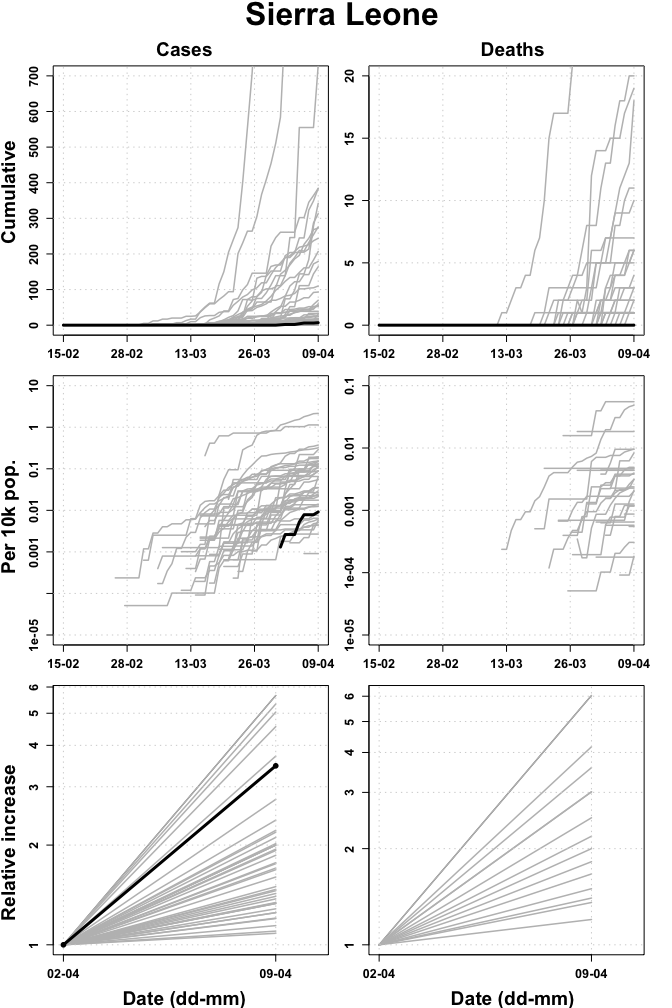 Sierra Leone
Cases
Deaths
Cumulative
700
600
500
400
300
200
100
0
15-02 28-02 13-03 26-03 09-04
20
15
10
5
0
15-02 28-02 13-03 26-03 09-04
Per 10k pop.
10
1
0.1
0.01
0.001
1e-05
15-02 28-02 13-03 26-03 09-04
0.1
0.01
0.001
1e-04
1e-05
15-02 28-02 13-03 26-03 09-04
Relative increase
6
5
4
3
2
1
02-04 09-04
Date (dd-mm)
6
5
4
3
2
1
02-04 09-04
Date (dd-mm)